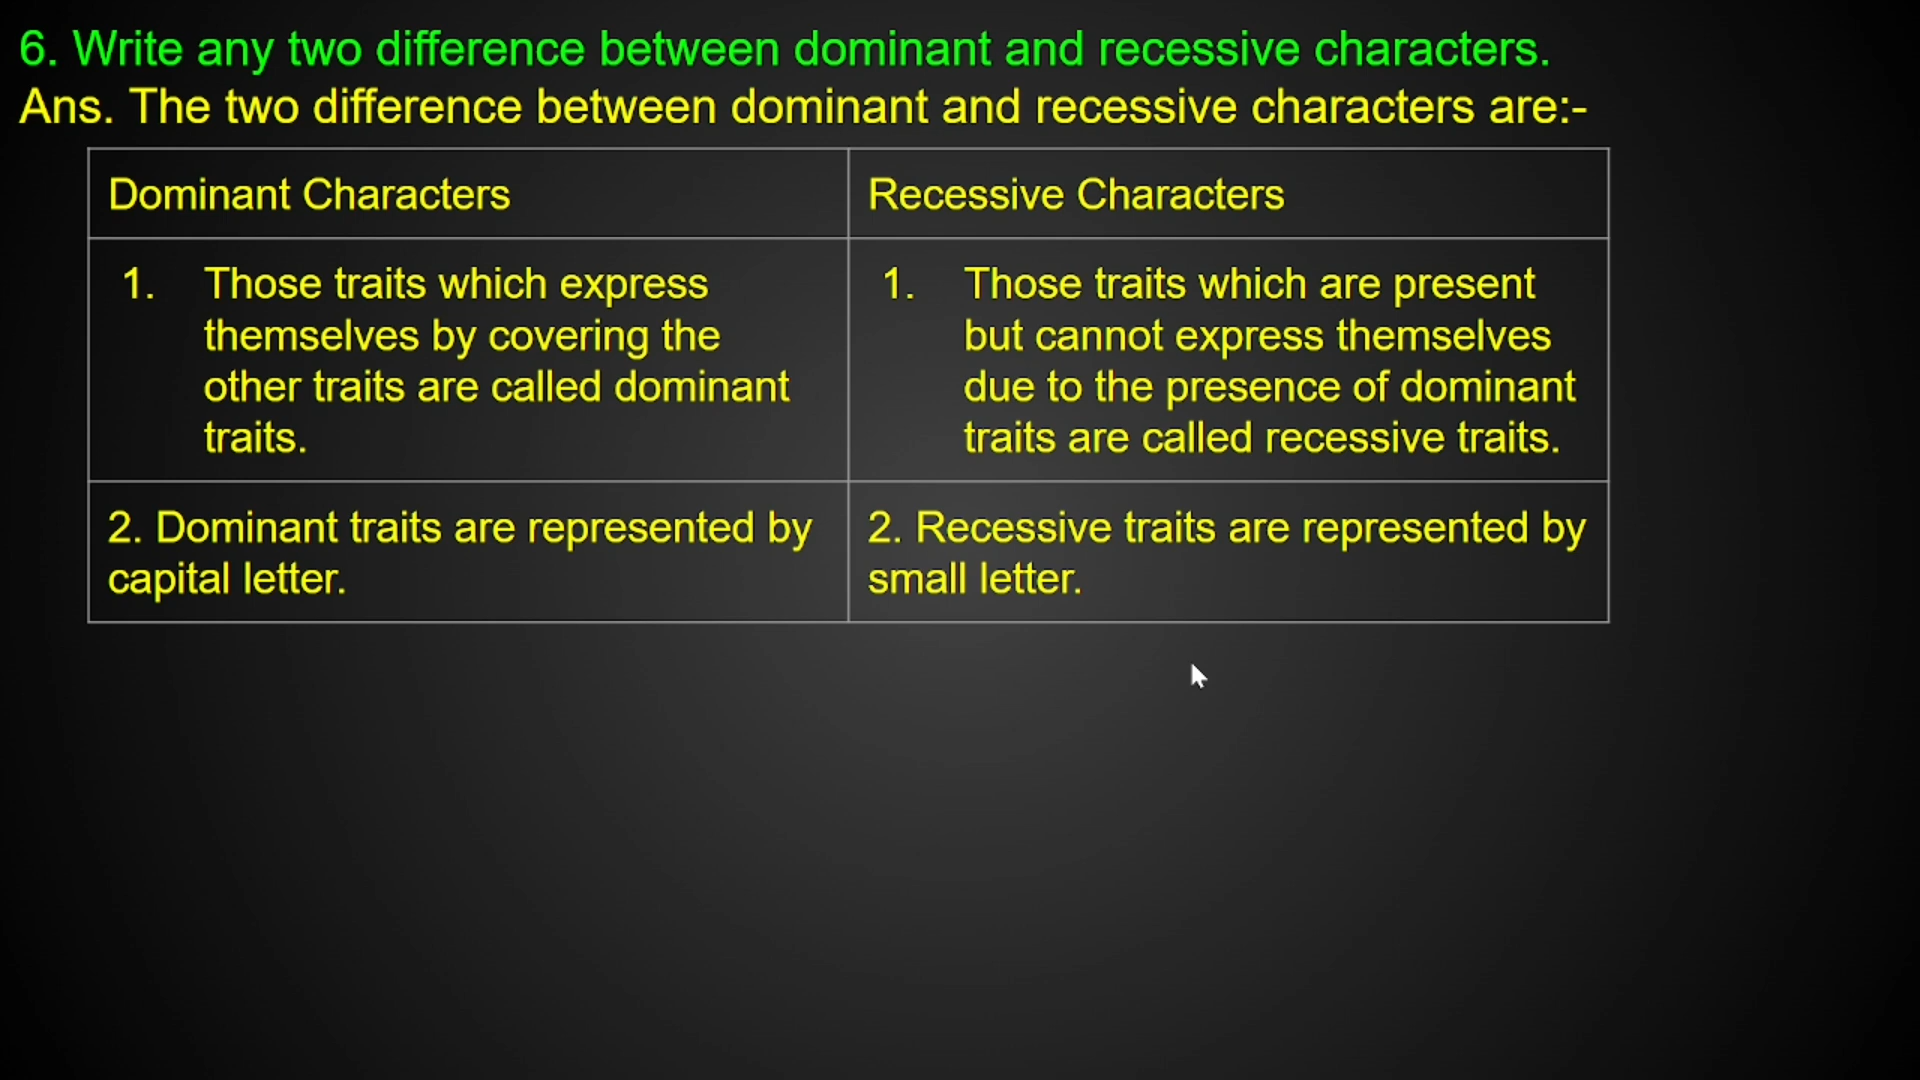 6. Write any two difference between dominant and recessive characters.
Ans. The two difference between dominant and recessive characters are:-
Dominant Characters
Recessive Characters
1. Those traits which express
themselves by covering the
other traits are called dominant
traits.
1. Those traits which are present
but cannot express themselves
due to the presence of dominant
traits are called recessive traits.
2. Dominant traits are represented by
capital letter.
2. Recessive traits are represented by
small letter.